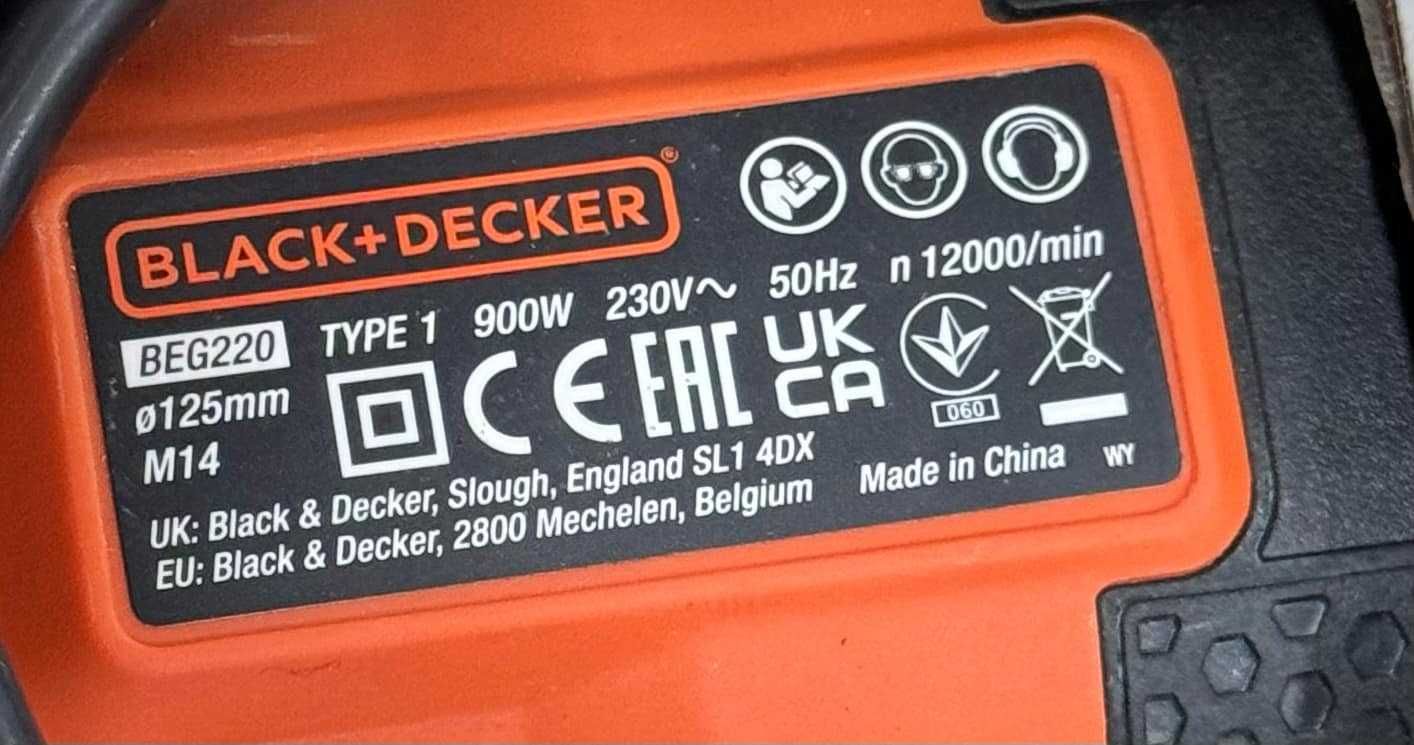 BLACK+DECKER®
BEG220 TYPE 1 900W 230V~ 50Hz n 12000/min
ø125mm
M14
CE EAC UK CA
060
UK: Black & Decker, Slough, England SL1 4DX
EU: Black & Decker, 2800 Mechelen, Belgium
Made in China WY